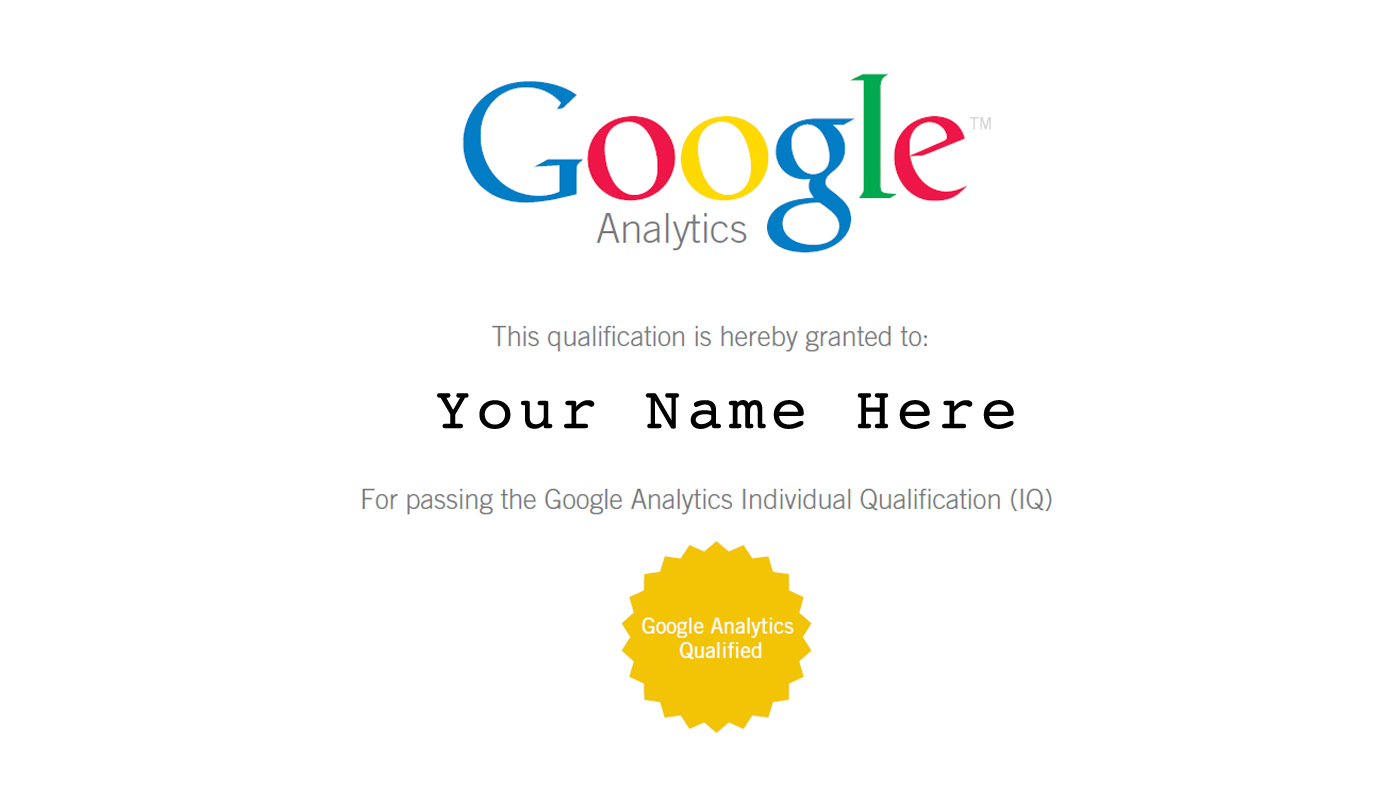 Google™
Analytics
This qualification is hereby granted to:
Your Name Here
For passing the Google Analytics Individual Qualification (IQ)
Google Analytics
Qualified